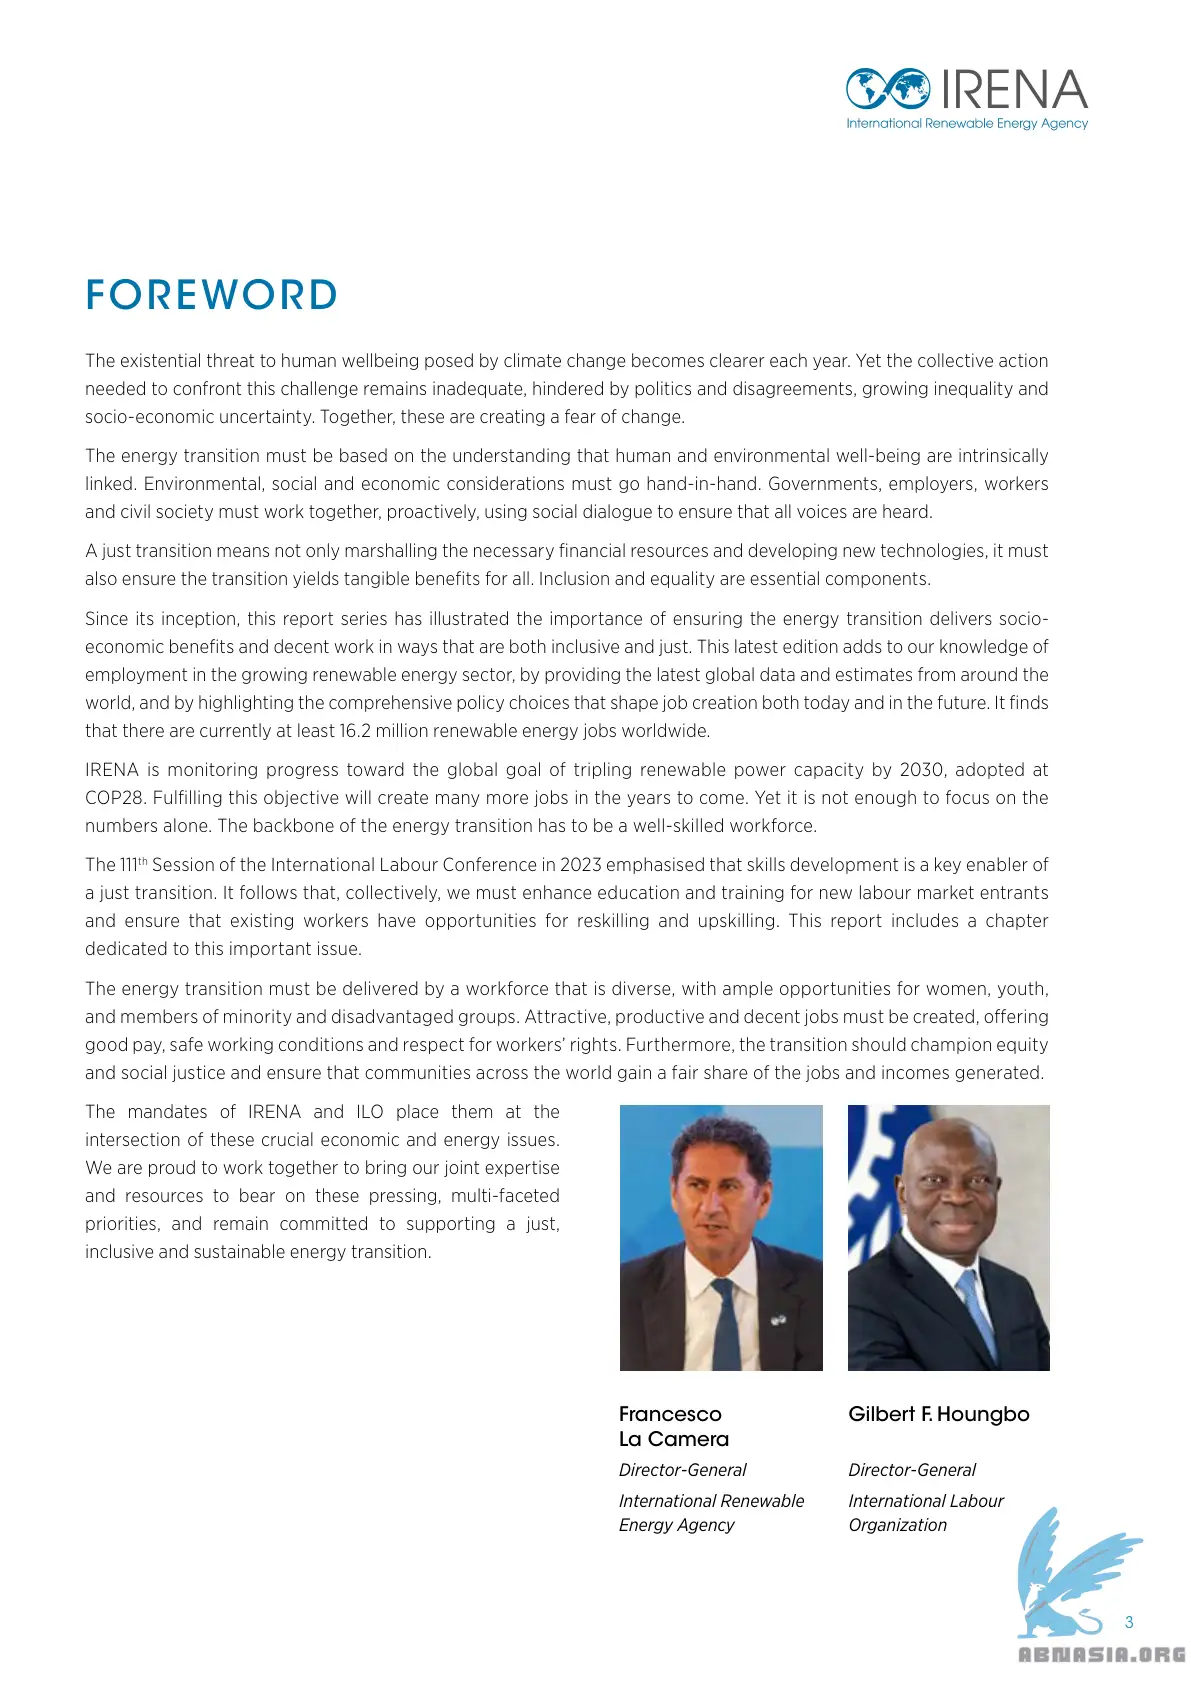 IRENA
International Renewable Energy Agency
FOREWORD
The existential threat to human wellbeing posed by climate change becomes clearer each year. Yet the collective action
needed to confront this challenge remains inadequate, hindered by politics and disagreements, growing inequality and
socio-economic uncertainty. Together, these are creating a fear of change.
The energy transition must be based on the understanding that human and environmental well-being are intrinsically
linked. Environmental, social and economic considerations must go hand-in-hand. Governments, employers, workers
and civil society must work together, proactively, using social dialogue to ensure that all voices are heard.
A just transition means not only marshalling the necessary financial resources and developing new technologies, it must
also ensure the transition yields tangible benefits for all. Inclusion and equality are essential components.
Since its inception, this report series has illustrated the importance of ensuring the energy transition delivers socio-
economic benefits and decent work in ways that are both inclusive and just. This latest edition adds to our knowledge of
employment in the growing renewable energy sector, by providing the latest global data and estimates from around the
world, and by highlighting the comprehensive policy choices that shape job creation both today and in the future. It finds
that there are currently at least 16.2 million renewable energy jobs worldwide.
IRENA is monitoring progress toward the global goal of tripling renewable power capacity by 2030, adopted at
COP28. Fulfilling this objective will create many more jobs in the years to come. Yet it is not enough to focus on the
numbers alone. The backbone of the energy transition has to be a well-skilled workforce.
The 111th Session of the International Labour Conference in 2023 emphasised that skills development is a key enabler of
a just transition. It follows that, collectively, we must enhance education and training for new labour market entrants
and ensure that existing workers have opportunities for reskilling and upskilling. This report includes a chapter
dedicated to this important issue.
The energy transition must be delivered by a workforce that is diverse, with ample opportunities for women, youth,
and members of minority and disadvantaged groups. Attractive, productive and decent jobs must be created, offering
good pay, safe working conditions and respect for workers’ rights. Furthermore, the transition should champion equity
and social justice and ensure that communities across the world gain a fair share of the jobs and incomes generated.
The mandates of IRENA and ILO place them at the
intersection of these crucial economic and energy issues.
We are proud to work together to bring our joint expertise
and resources to bear on these pressing, multi-faceted
priorities, and remain committed to supporting a just,
inclusive and sustainable energy transition.
Francesco
La Camera
Director-General
International Renewable
Energy Agency
Gilbert F. Houngbo
Director-General
International Labour
Organization
3
ABNASIA.ORG